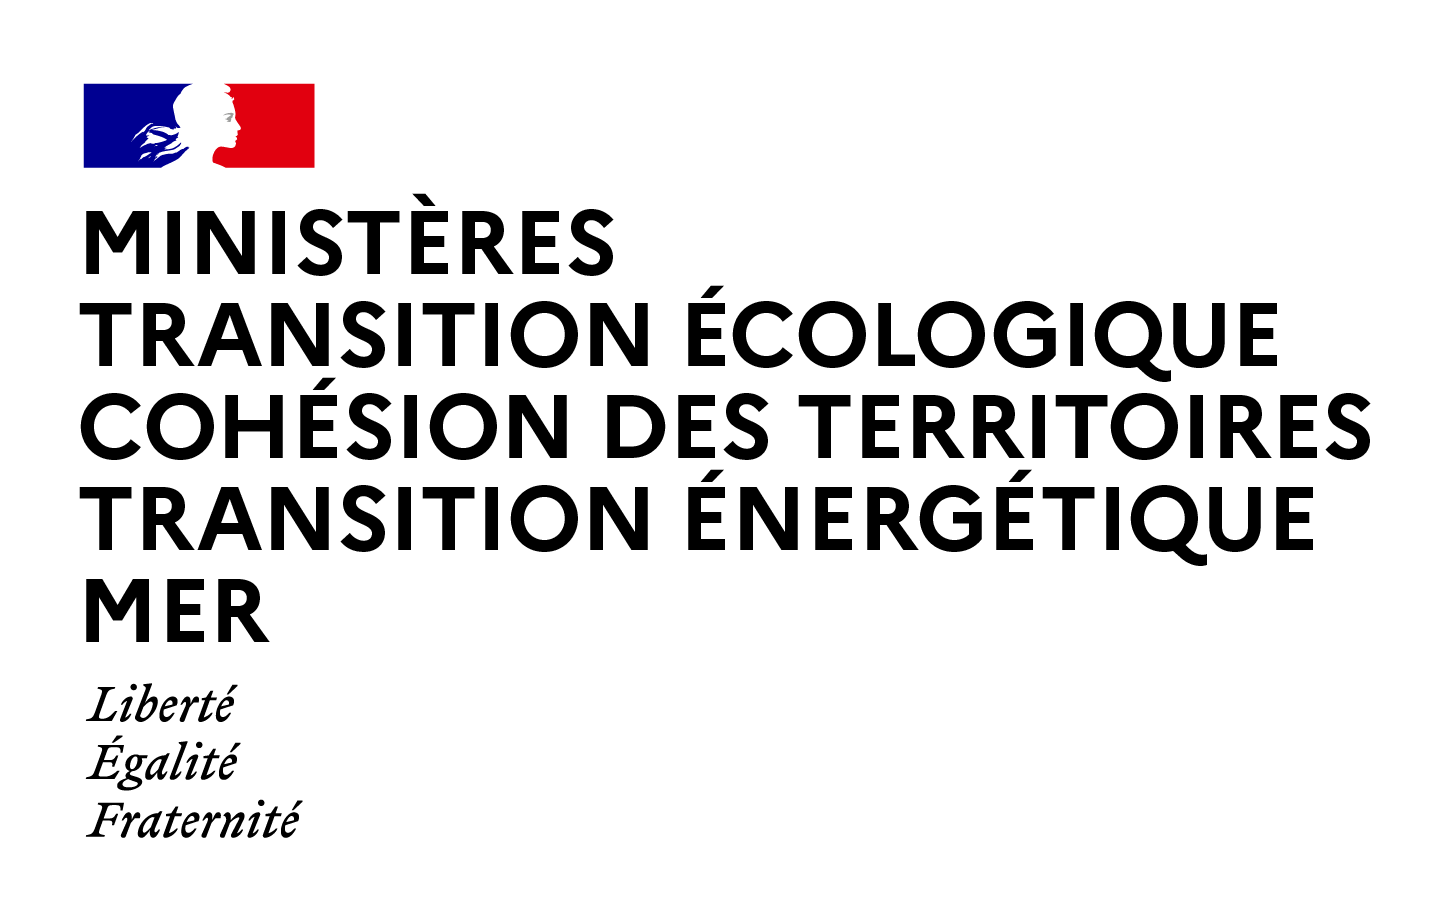 MINISTÈRES
TRANSITION ÉCOLOGIQUE
COHÉSION DES TERRITOIRES
TRANSITION ÉNERGÉTIQUE
MER
Liberté
Égalité
Fraternité